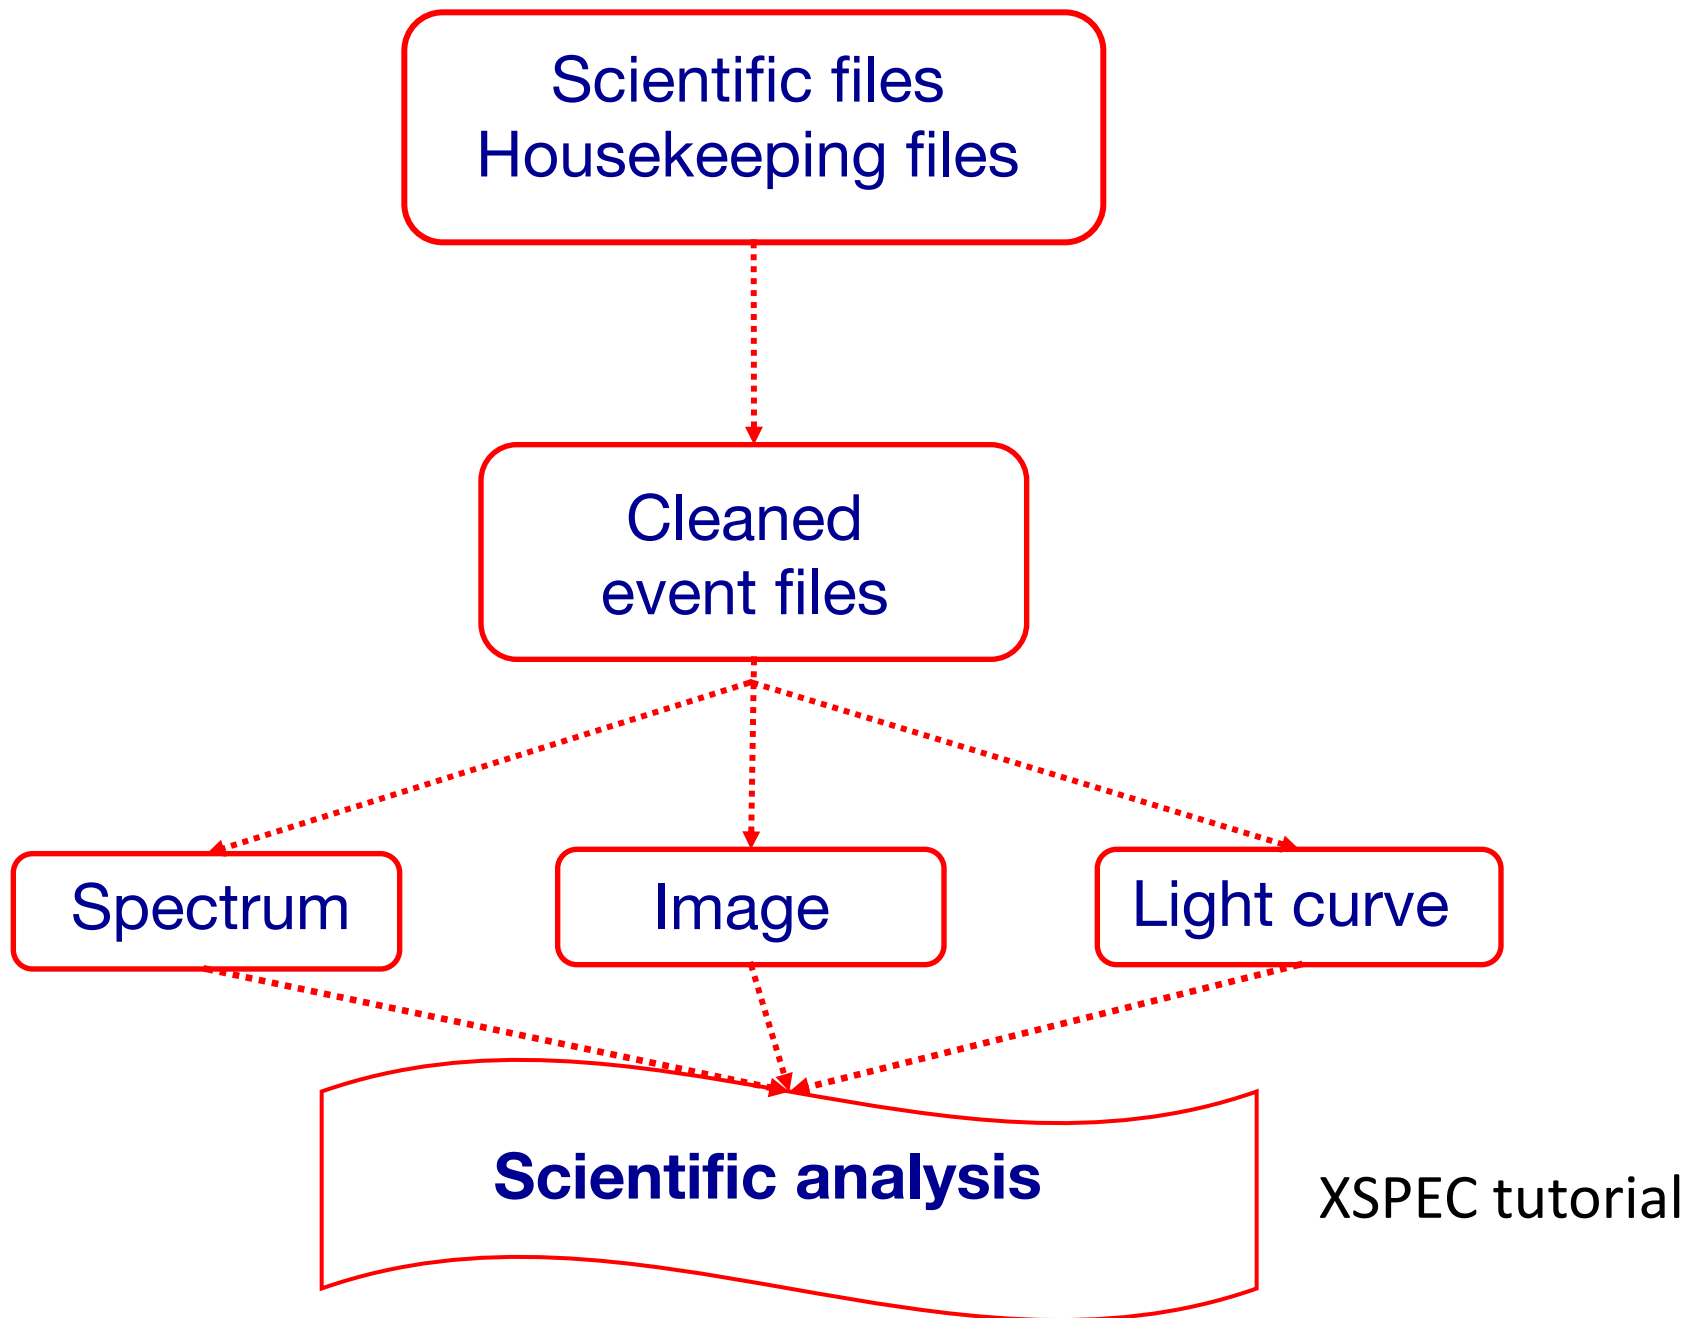 Scientific files
Housekeeping files
Cleaned
event files
Spectrum
Image
Light curve
Scientific analysis
XSPEC tutorial